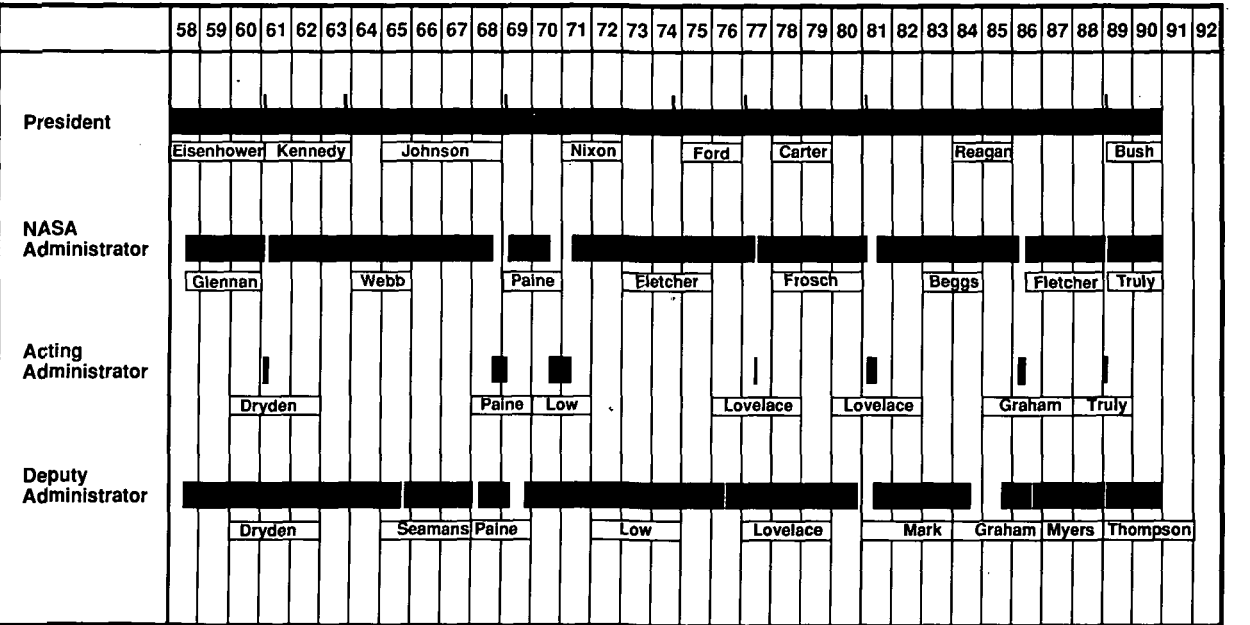 58 59 60 61 62 63 64 65 66 67 68 69 70 71 72 73 74 75 76 77 78 79 80 81 82 83 84 85 86 87 88 89 90 91 92
President
Eisenhower Kennedy Johnson Nixon Ford Carter Reagan Bush
NASA
Administrator
Glennan Webb Paine Fletcher Frosch Beggs Fletcher Truly
Acting
Administrator
Dryden Paine Low Lovelace Lovelace Graham Truly
Deputy
Administrator
Dryden Seamans Paine Low Lovelace Mark Graham Myers Thompson